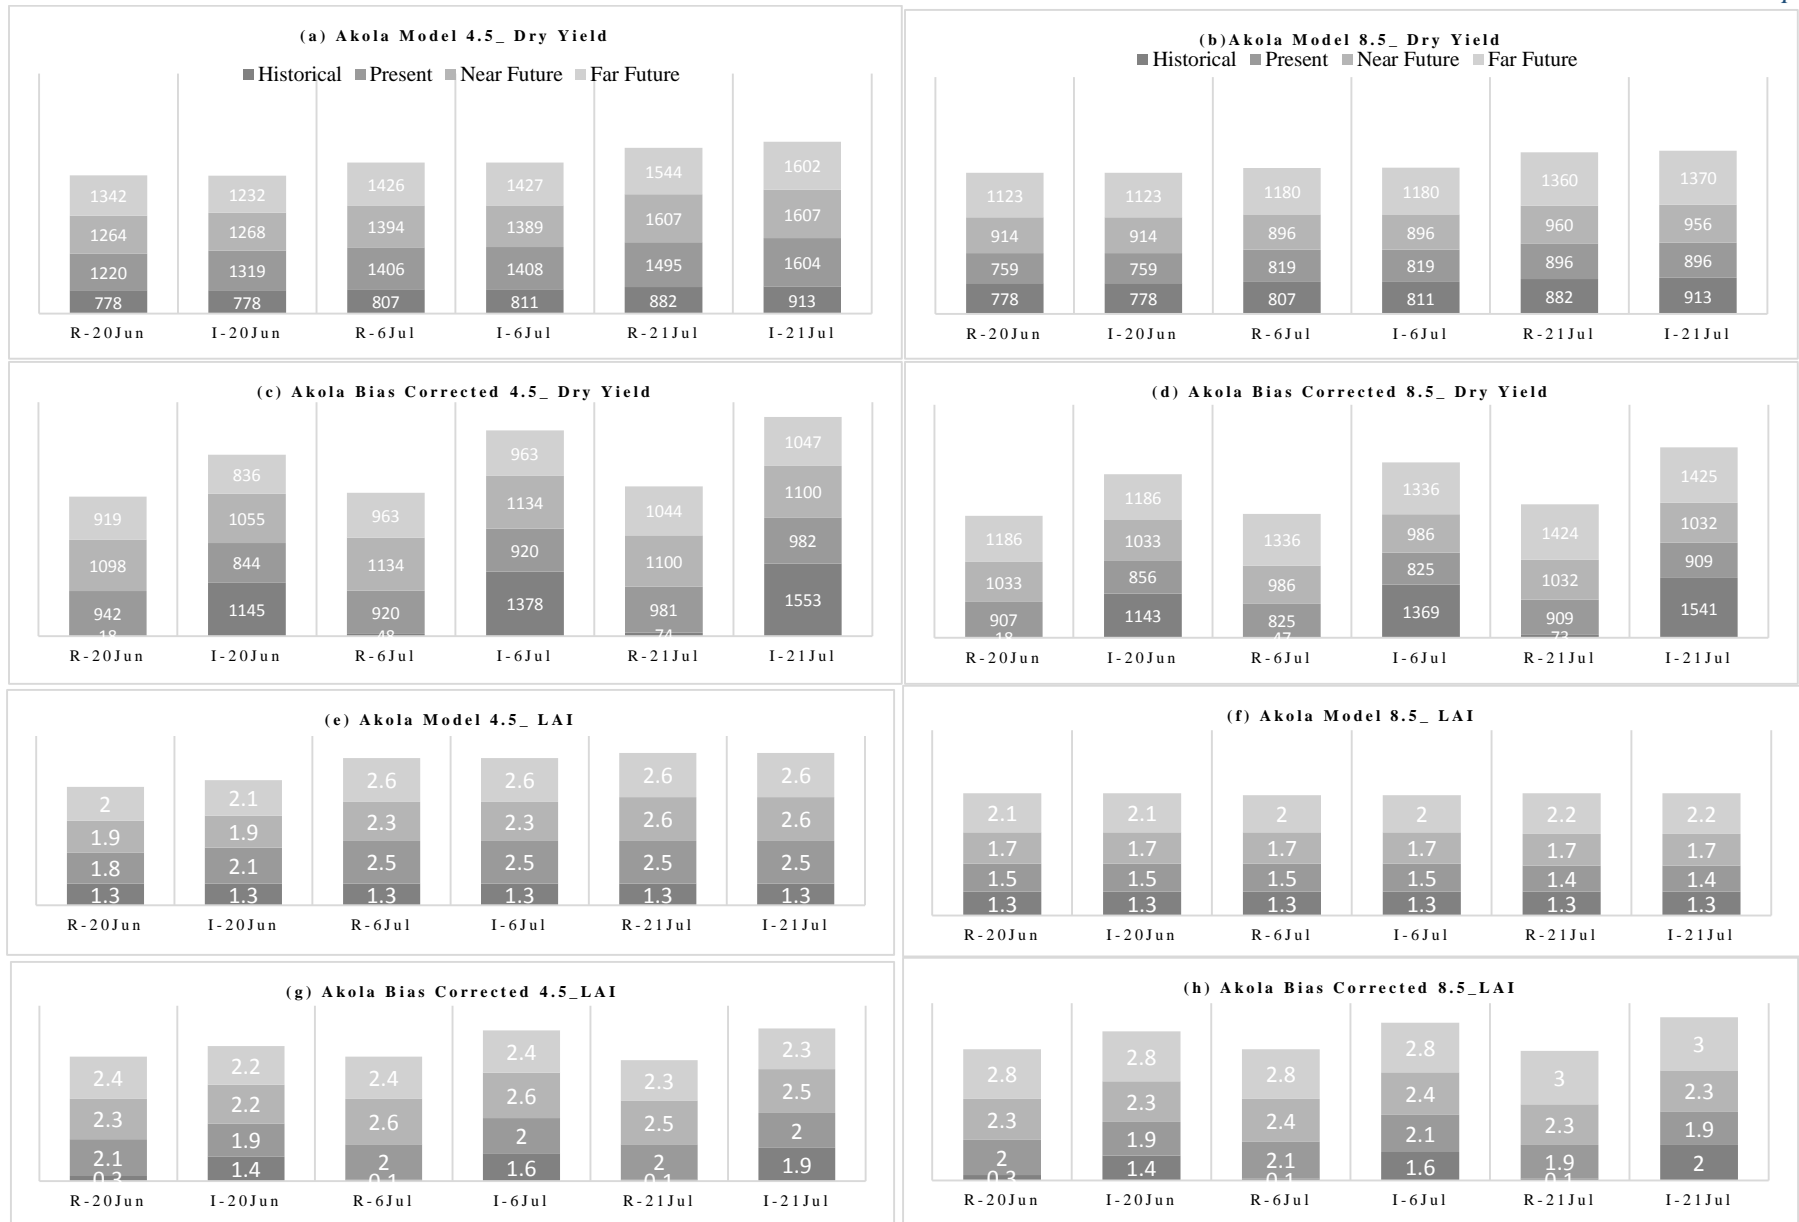 (a) Akola Model 4.5_ Dry Yield
Historical Present Near Future Far Future
1342 1232 1426 1427 1544 1602
1264 1268 1394 1389 1607 1607
1220 1319 1406 1408 1495 1604
778 778 807 811 882 913
R-20Jun I-20Jun R-6Jul I-6Jul R-21Jul I-21Jul
(b)Akola Model 8.5_ Dry Yield
Historical Present Near Future Far Future
1123 1123 1180 1180 1360 1370
914 914 896 896 960 956
759 759 819 819 896 896
778 778 807 811 882 913
R-20Jun I-20Jun R-6Jul I-6Jul R-21Jul I-21Jul
(c) Akola Bias Corrected 4.5_ Dry Yield
919 836 963 963 1044 1047
1098 1055 1134 1134 1100 1100
942 844 920 920 981 982
18 1145 48 1378 74 1553
R-20Jun I-20Jun R-6Jul I-6Jul R-21Jul I-21Jul
(d) Akola Bias Corrected 8.5_ Dry Yield
1186 1186 1336 1336 1424 1425
1033 1033 986 986 1032 1032
907 856 825 825 909 909
18 1143 47 1369 73 1541
R-20Jun I-20Jun R-6Jul I-6Jul R-21Jul I-21Jul
(e) Akola Model 4.5_ LAI
2 2.1 2.6 2.6 2.6 2.6
1.9 1.9 2.3 2.3 2.6 2.6
1.8 2.1 2.5 2.5 2.5 2.5
1.3 1.3 1.3 1.3 1.3 1.3
R-20Jun I-20Jun R-6Jul I-6Jul R-21Jul I-21Jul
(f) Akola Model 8.5_ LAI
2.1 2.1 2 2 2.2 2.2
1.7 1.7 1.7 1.7 1.7 1.7
1.5 1.5 1.5 1.5 1.4 1.4
1.3 1.3 1.3 1.3 1.3 1.3
R-20Jun I-20Jun R-6Jul I-6Jul R-21Jul I-21Jul
(g) Akola Bias Corrected 4.5_LAI
2.4 2.2 2.4 2.4 2.3 2.3
2.3 2.2 2.6 2.6 2.5 2.5
2.1 1.9 2 2 2 2
0.3 1.4 0.1 1.6 0.1 1.9
R-20Jun I-20Jun R-6Jul I-6Jul R-21Jul I-21Jul
(h) Akola Bias Corrected 8.5_LAI
2.8 2.8 2.8 2.8 3 3
2.3 2.3 2.4 2.4 2.3 2.3
2 1.9 2.1 2.1 1.9 1.9
0.3 1.4 0.1 1.6 0.1 2
R-20Jun I-20Jun R-6Jul I-6Jul R-21Jul I-21Jul